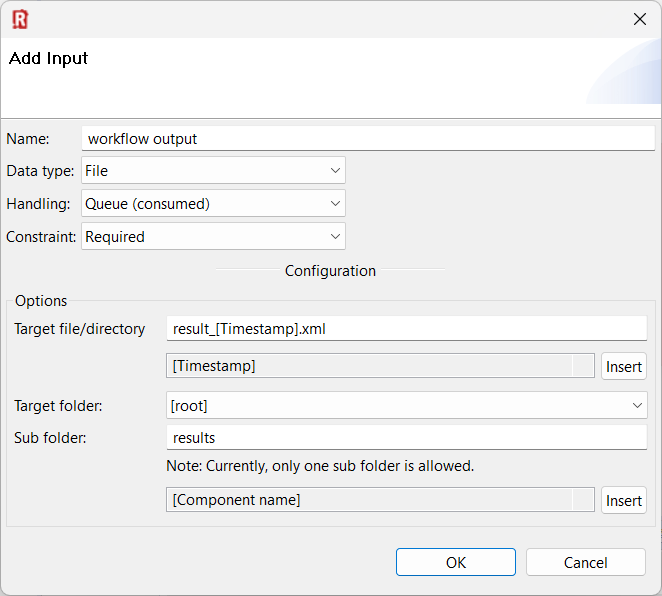 R
Add Input
Name: workflow output
Data type: File
Handling: Queue (consumed)
Constraint: Required
Configuration
Options
Target file/directory result_[Timestamp].xml
[Timestamp] Insert
Target folder: [root]
Sub folder: results
Note: Currently, only one sub folder is allowed.
[Component name] Insert
OK Cancel